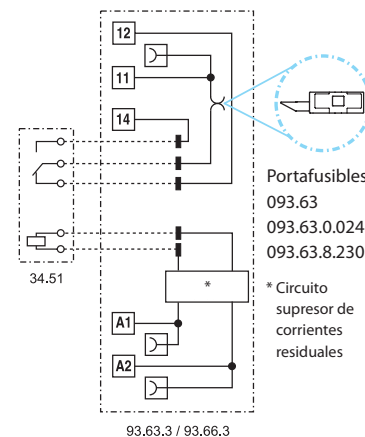 12
11
14
34.51
Portafusibles
093.63
093.63.0.024
093.63.8.230
*
* Circuito
supresor de
corrientes
residuales
A1
A2
93.63.3 / 93.66.3